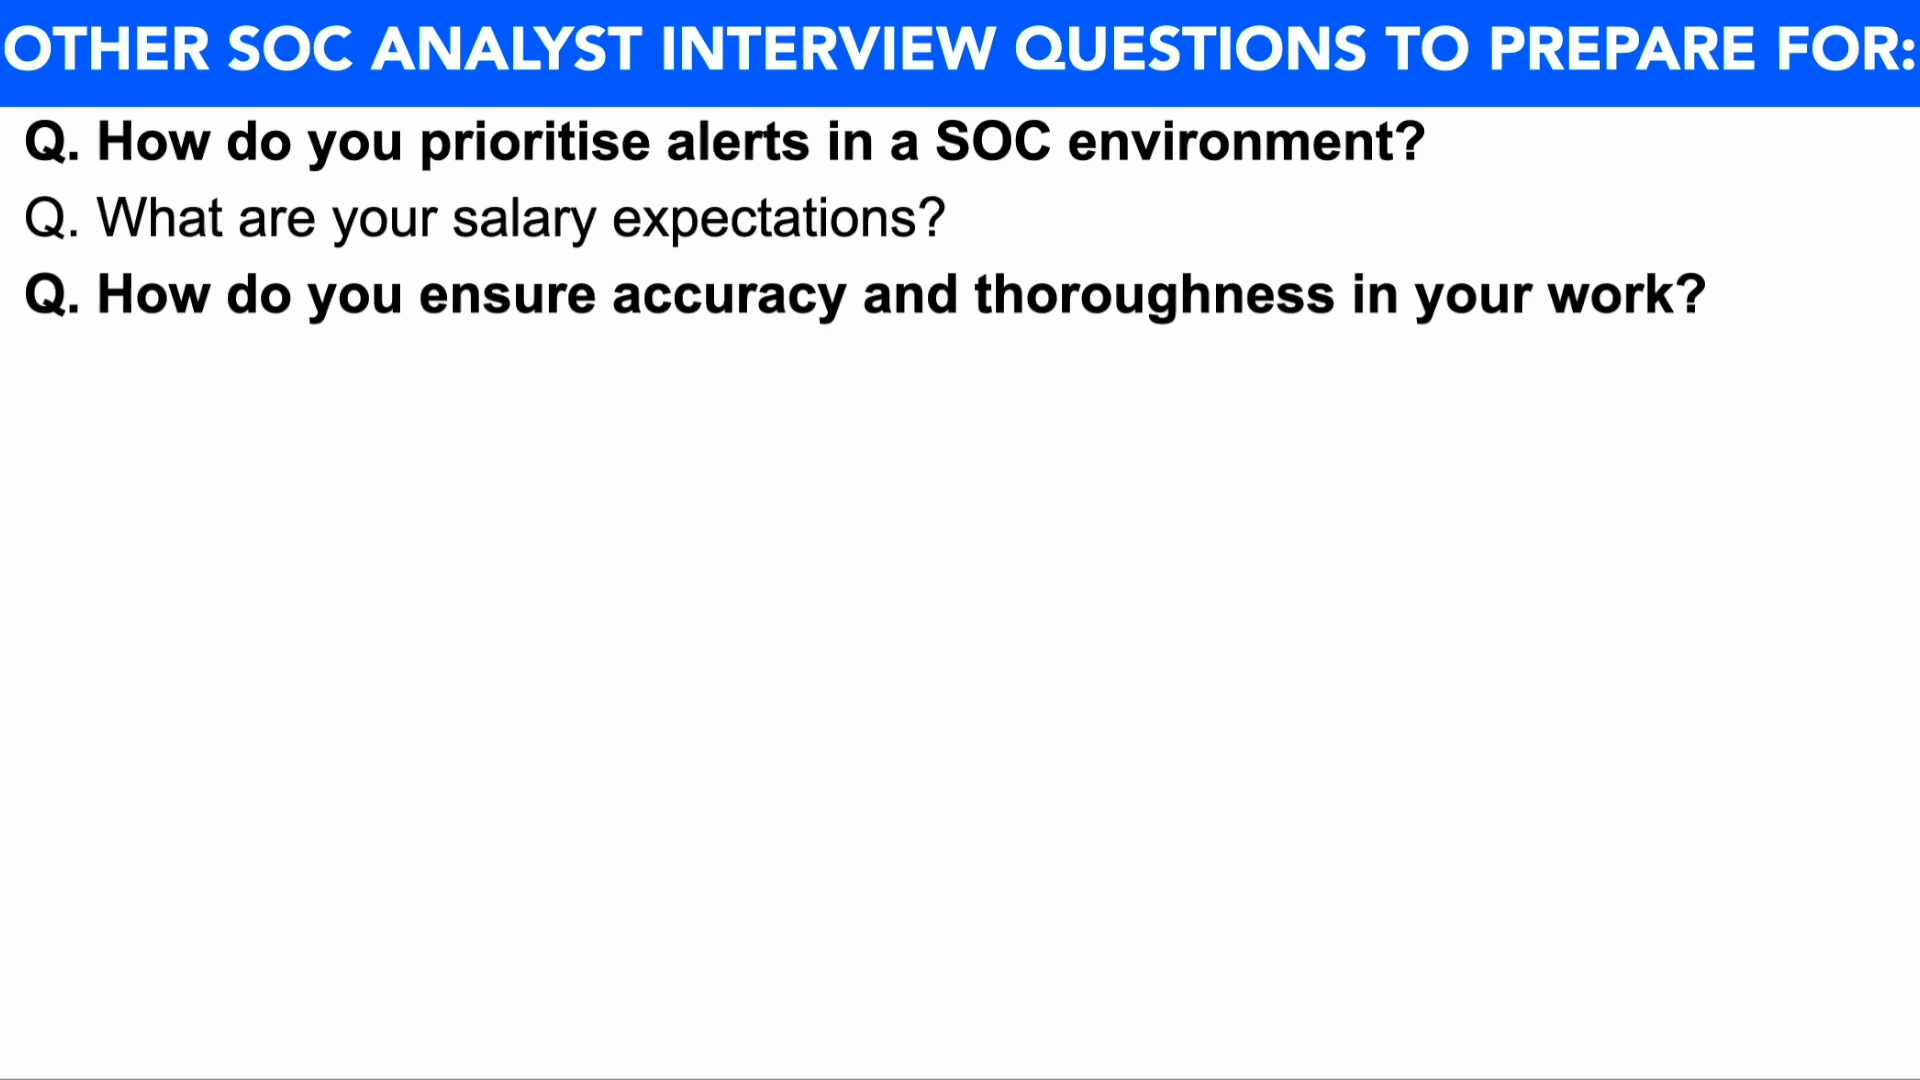 OTHER SOC ANALYST INTERVIEW QUESTIONS TO PREPARE FOR:
Q. How do you prioritise alerts in a SOC environment?
Q. What are your salary expectations?
Q. How do you ensure accuracy and thoroughness in your work?